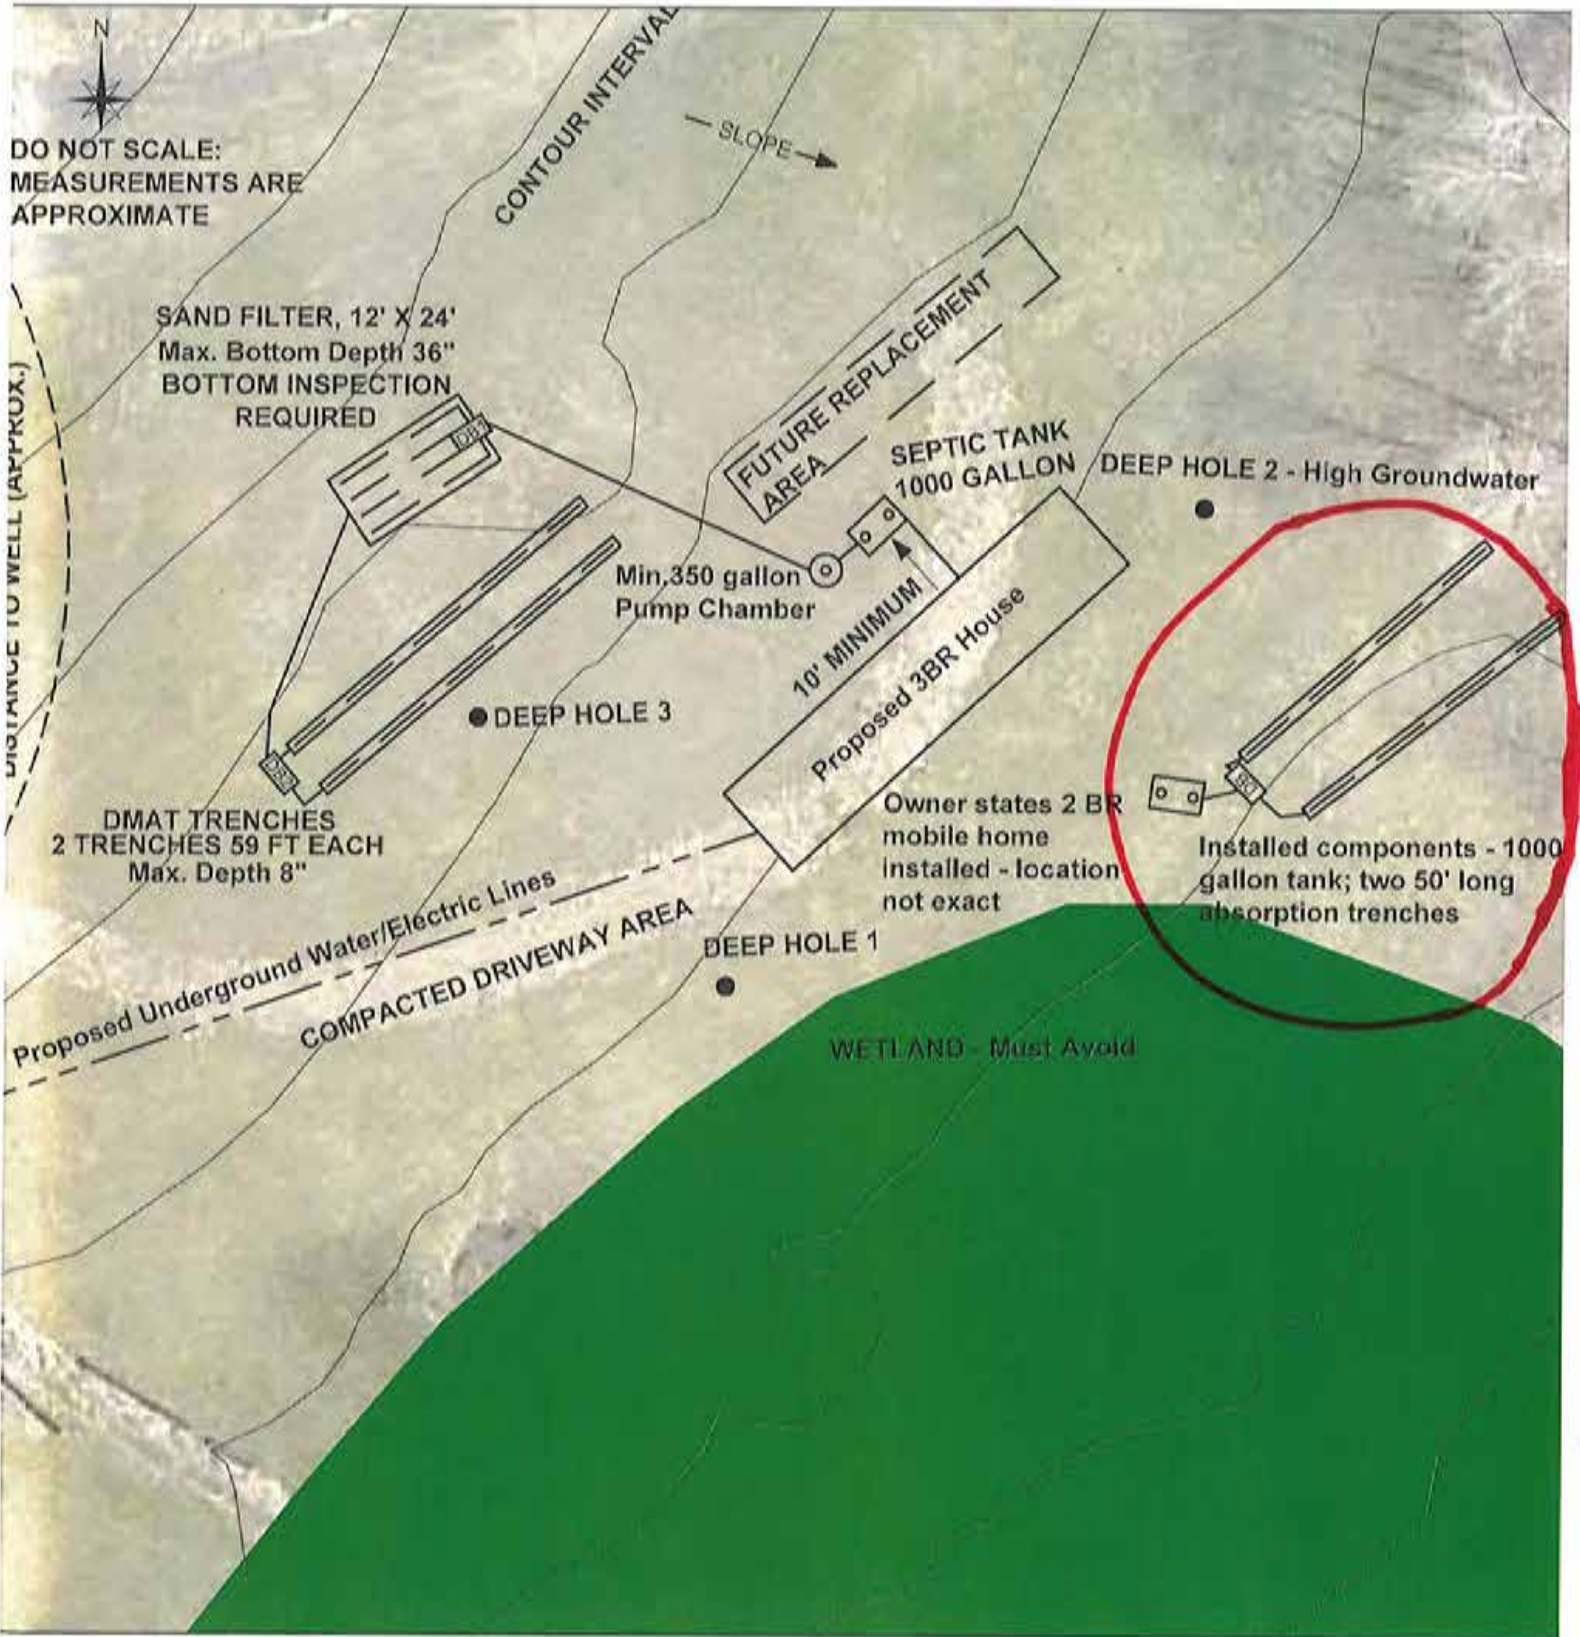 N
DO NOT SCALE:
MEASUREMENTS ARE
APPROXIMATE
CONTOUR INTERVAL
SLOPE
SAND FILTER, 12' X 24'
Max. Bottom Depth 36"
BOTTOM INSPECTION
REQUIRED
DB1
DISTANCE TO WELL (APPROX.)
FUTURE REPLACEMENT
AREA
SEPTIC TANK
1000 GALLON
DEEP HOLE 2 - High Groundwater
Min.350 gallon
Pump Chamber
10' MINIMUM
Proposed 3BR House
DEEP HOLE 3
DB2
DMAT TRENCHES
2 TRENCHES 59 FT EACH
Max. Depth 8"
Owner states 2 BR
mobile home
installed - location
not exact
Installed components - 1000
gallon tank; two 50' long
absorption trenches
Proposed Underground Water/Electric Lines
COMPACTED DRIVEWAY AREA
DEEP HOLE 1
WETLAND - Must Avoid